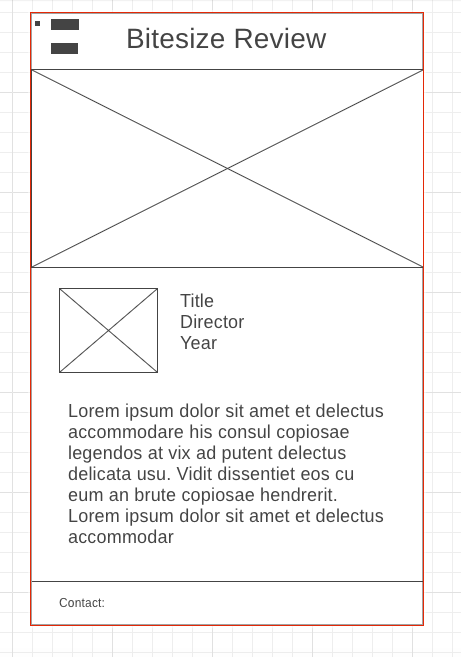 Bitesize Review
Title
Director
Year
Lorem ipsum dolor sit amet et delectus
accommodare his consul copiosae
legendos at vix ad putent delectus
delicata usu. Vidit dissentiet eos cu
eum an brute copiosae hendrerit.
Lorem ipsum dolor sit amet et delectus
accommodar
Contact: